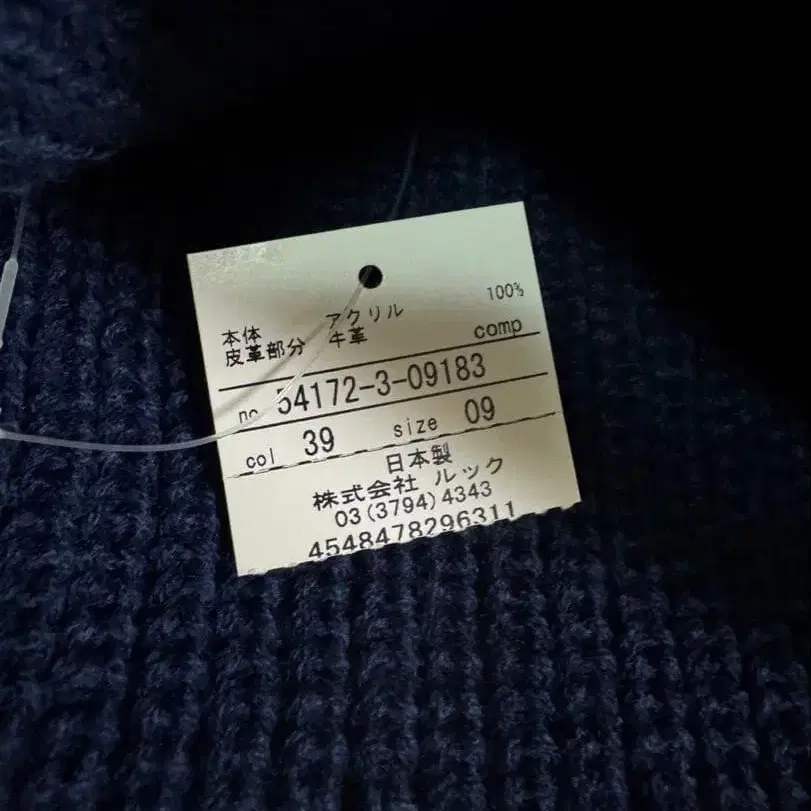 本体 アクリル 100%
皮革部分 牛革
comp
no 54172-3-09183
col 39 size 09
日本製
株式会社 ルック
03(3794)4343
4548478296311